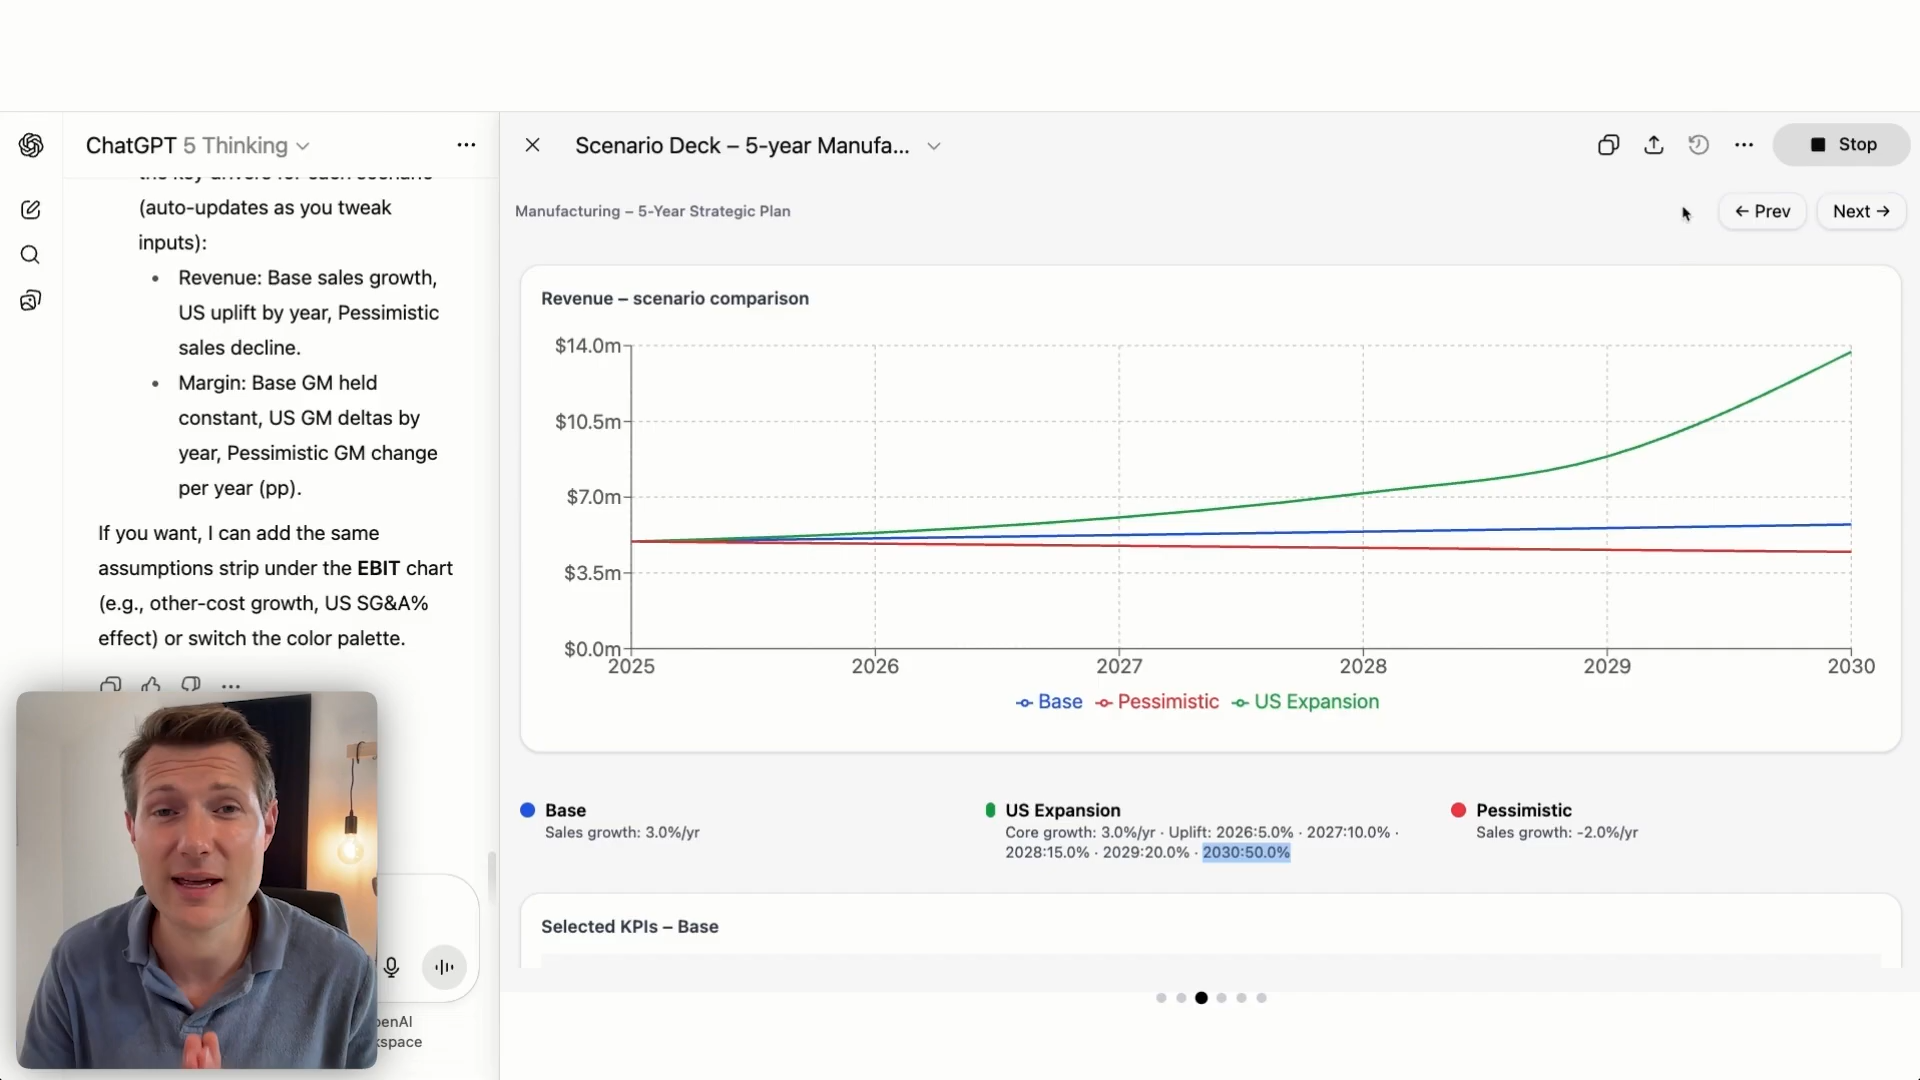 ChatGPT 5 Thinking
(auto-updates as you tweak
inputs):
Revenue: Base sales growth,
US uplift by year, Pessimistic
sales decline.
Margin: Base GM held
constant, US GM deltas by
year, Pessimistic GM change
per year (pp).
If you want, I can add the same
assumptions strip under the EBIT chart
(e.g., other-cost growth, US SG&A%
effect) or switch the color palette.
Scenario Deck – 5-year Manufa...
Stop
Manufacturing – 5-Year Strategic Plan
← Prev
Next →
Revenue – scenario comparison
$14.0m
$10.5m
$7.0m
$3.5m
$0.0m
2025 2026 2027 2028 2029 2030
Base Pessimistic US Expansion
Base
Sales growth: 3.0%/yr
US Expansion
Core growth: 3.0%/yr · Uplift: 2026:5.0% · 2027:10.0% ·
2028:15.0% · 2029:20.0% · 2030:50.0%
Pessimistic
Sales growth: -2.0%/yr
Selected KPIs – Base